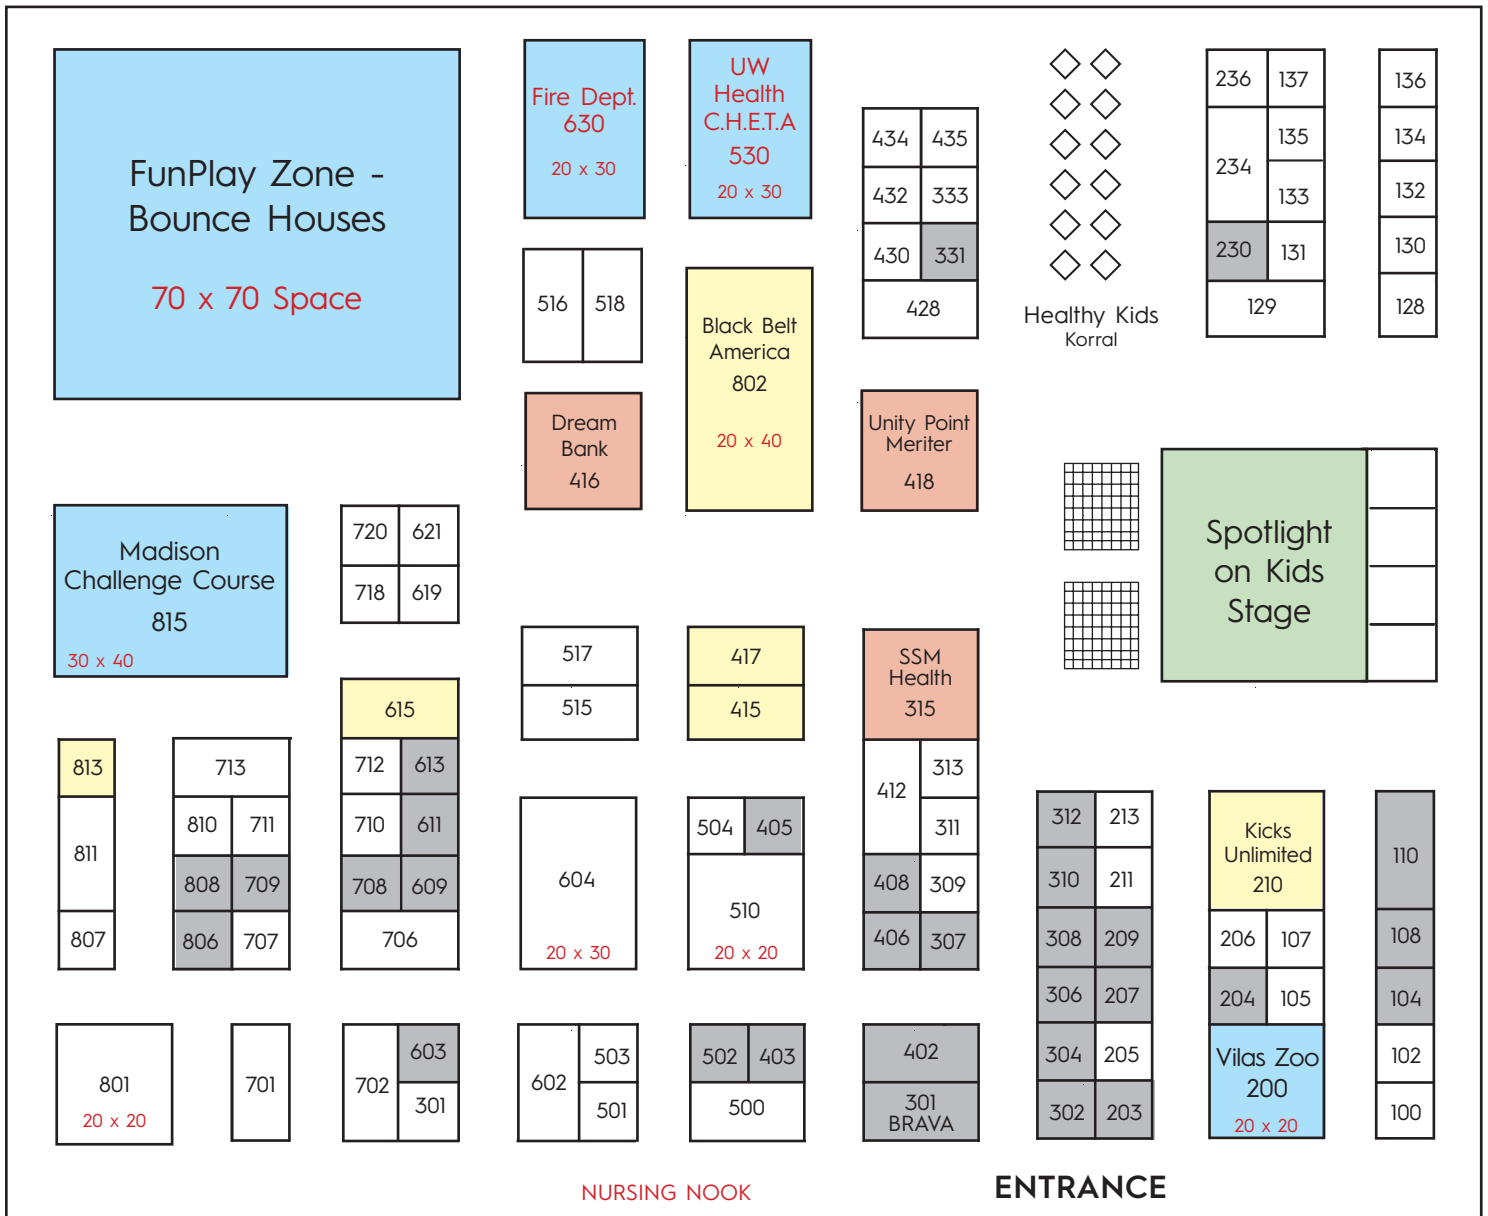 FunPlay Zone -
Bounce Houses
70 x 70 Space
Fire Dept.
630
20 x 30
UW
Health
C.H.E.T.A
530
20 x 30
434 435
432 333
430 331
428
Healthy Kids
Korral
236 137
135
234
133
230 131
129
136
134
132
130
128
516 518
Black Belt
America
802
20 x 40
Dream
Bank
416
Unity Point
Meriter
418
Spotlight
on Kids
Stage
Madison
Challenge Course
815
30 x 40
720 621
718 619
517
515
417
415
SSM
Health
315
313
412
311
408 309
406 307
615
712 613
710 611
708 609
706
813
811
807
713
810 711
808 709
806 707
604
20 x 30
504 405
510
20 x 20
312 213
310 211
308 209
306 207
304 205
302 203
Kicks
Unlimited
210
206 107
204 105
Vilas Zoo
200
20 x 20
110
108
104
102
100
801
20 x 20
701
603
702
301
503
602
501
502 403
500
402
301
BRAVA
NURSING NOOK
ENTRANCE